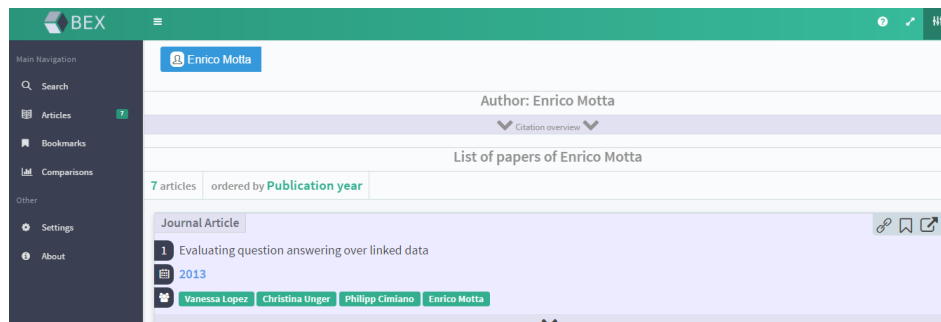 BEX
Main Navigation
Search
Articles 7
Bookmarks
Comparisons
Other
Settings
About
Enrico Motta
Author: Enrico Motta
Citation overview
List of papers of Enrico Motta
7 articles ordered by Publication year
Journal Article
1 Evaluating question answering over linked data
2013
Vanessa Lopez Christina Unger Philipp Cimiano Enrico Motta